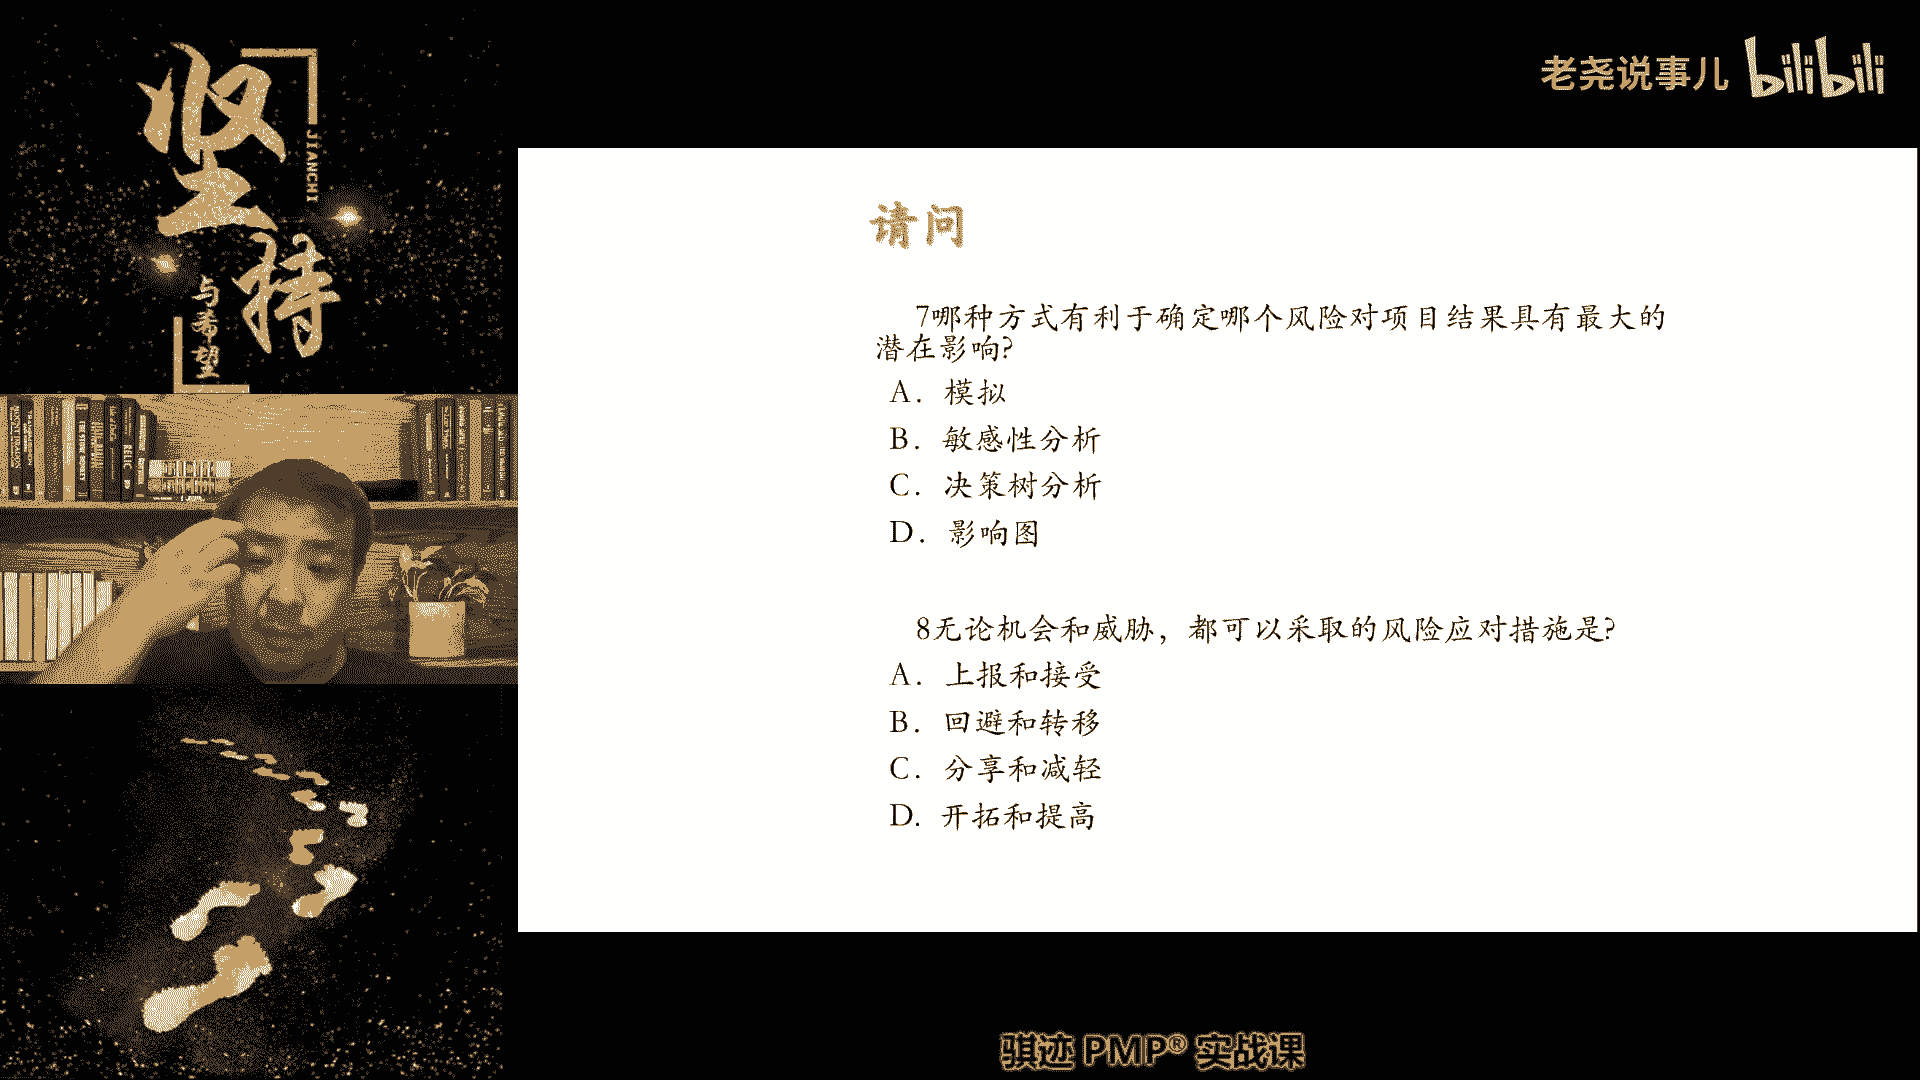 坚持
JIANCHI
与希望
老尧说事儿 bilibili
请问
7哪种方式有利于确定哪个风险对项目结果具有最大的
潜在影响?
A. 模拟
B. 敏感性分析
C. 决策树分析
D. 影响图
8无论机会和威胁，都可以采取的风险应对措施是?
A. 上报和接受
B. 回避和转移
C. 分享和减轻
D. 开拓和提高
骐迹 PMP® 实战课